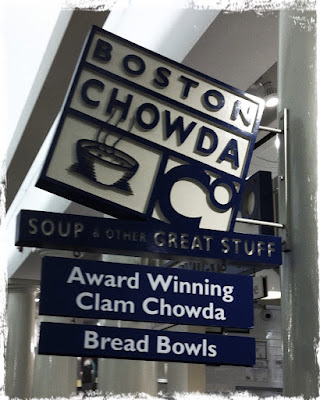 BOSTON
CHOWDA
Co
SOUP & OTHER GREAT STUFF
Award Winning
Clam Chowda
Bread Bowls